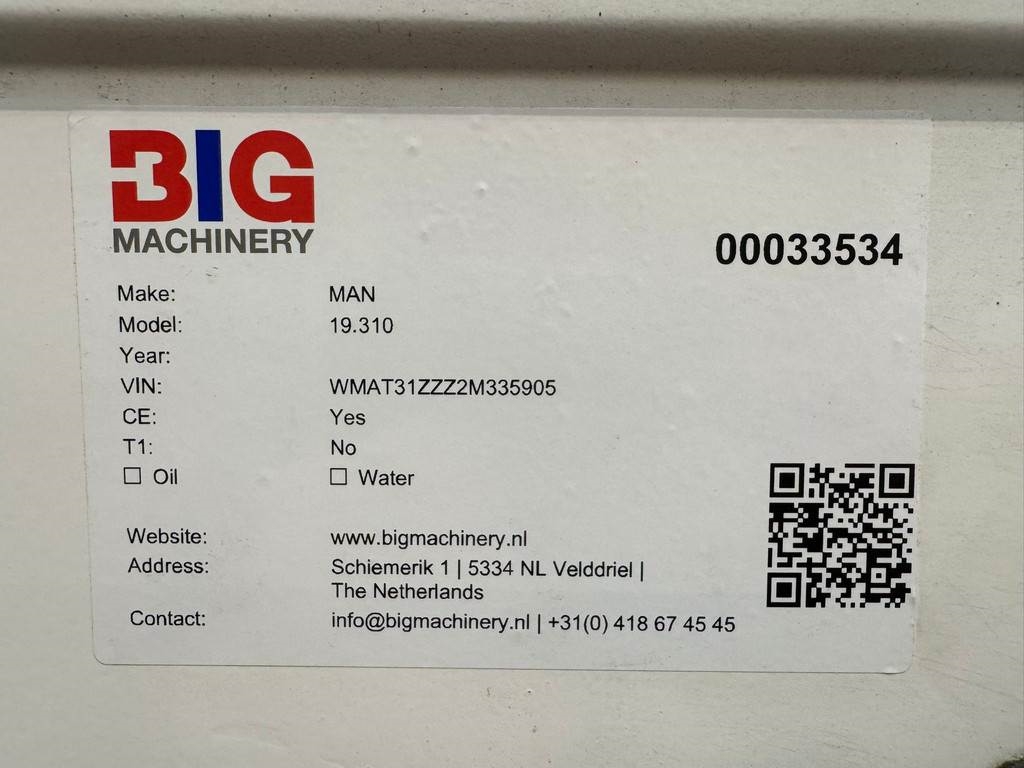 BIG
MACHINERY
00033534
Make: MAN
Model: 19.310
Year:
VIN: WMAT31ZZZ2M335905
CE: Yes
T1: No
☐ Oil ☐ Water
Website: www.bigmachinery.nl
Address: Schiemerik 1 | 5334 NL Velddriel |
The Netherlands
Contact: info@bigmachinery.nl | +31(0) 418 67 45 45